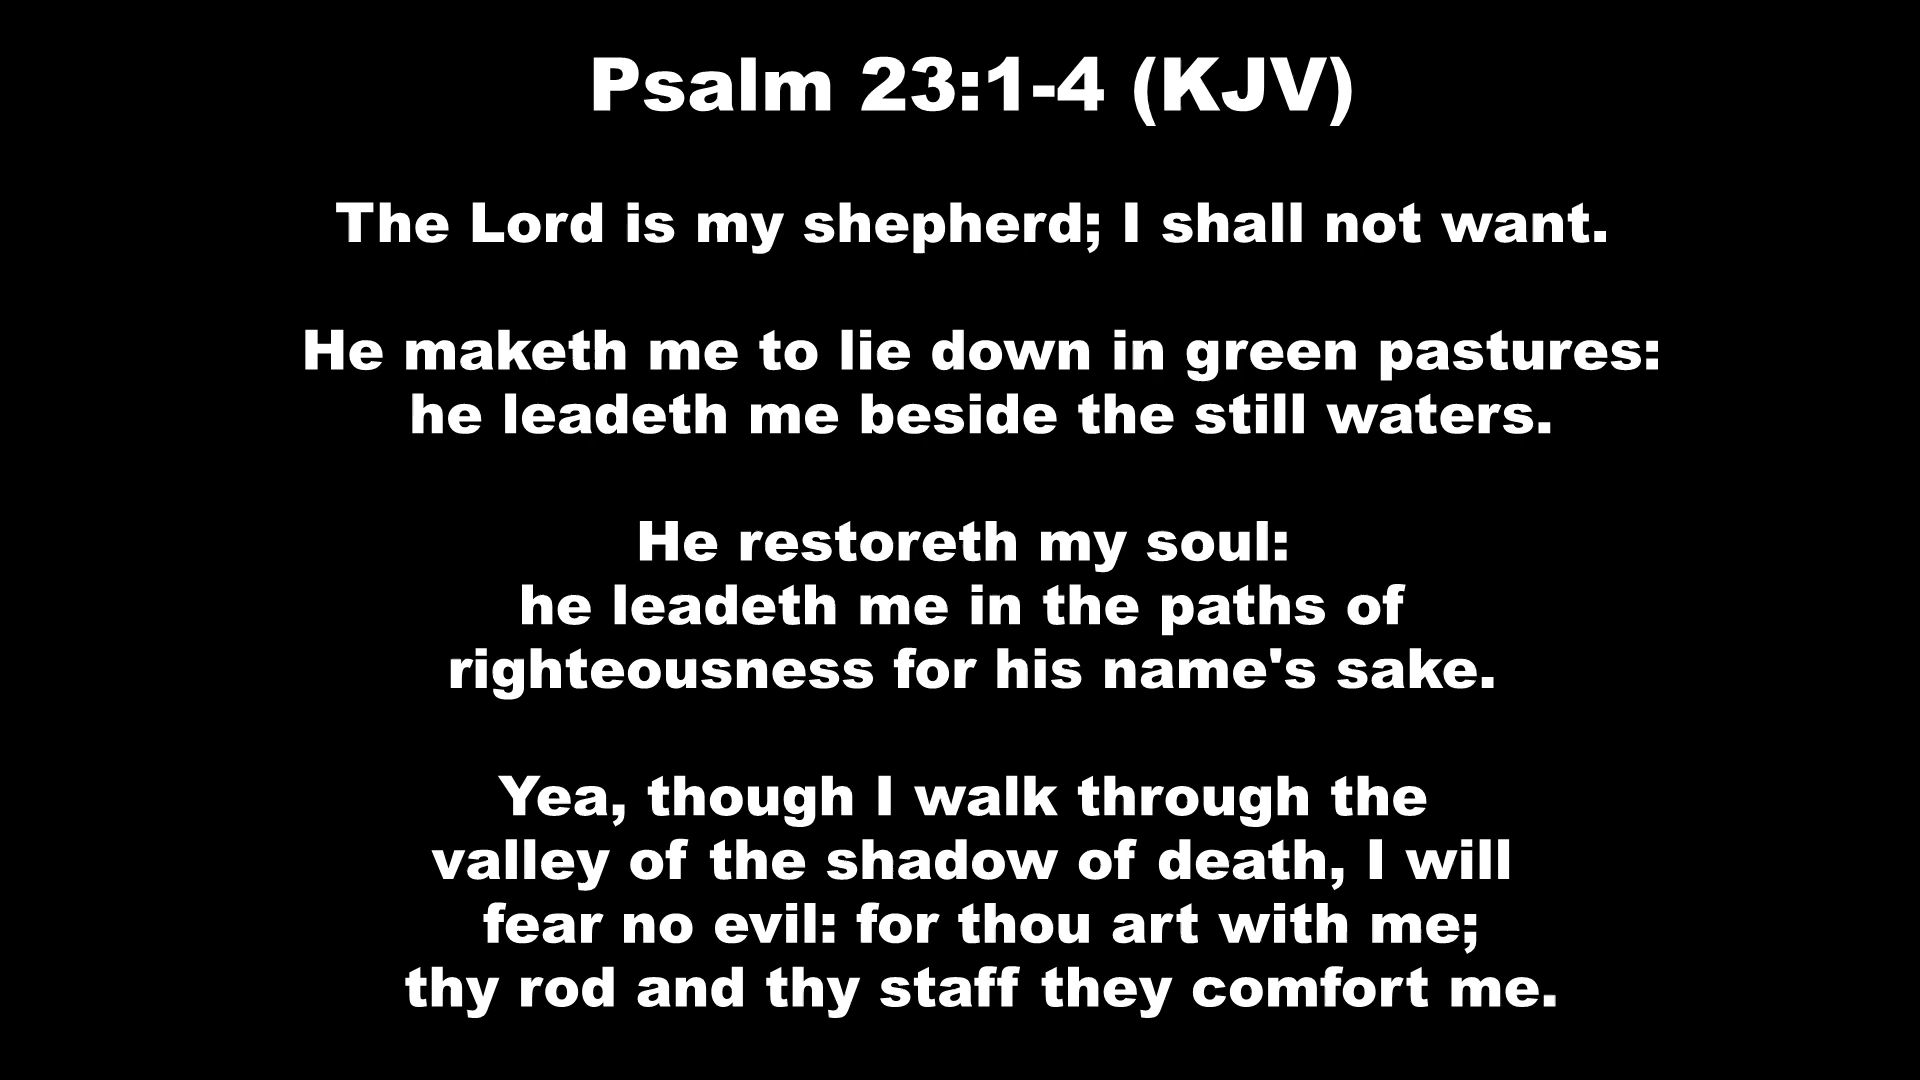 Psalm 23:1-4 (KJV)
The Lord is my shepherd; I shall not want.
He maketh me to lie down in green pastures:
he leadeth me beside the still waters.
He restoreth my soul:
he leadeth me in the paths of
righteousness for his name's sake.
Yea, though I walk through the
valley of the shadow of death, I will
fear no evil: for thou art with me;
thy rod and thy staff they comfort me.